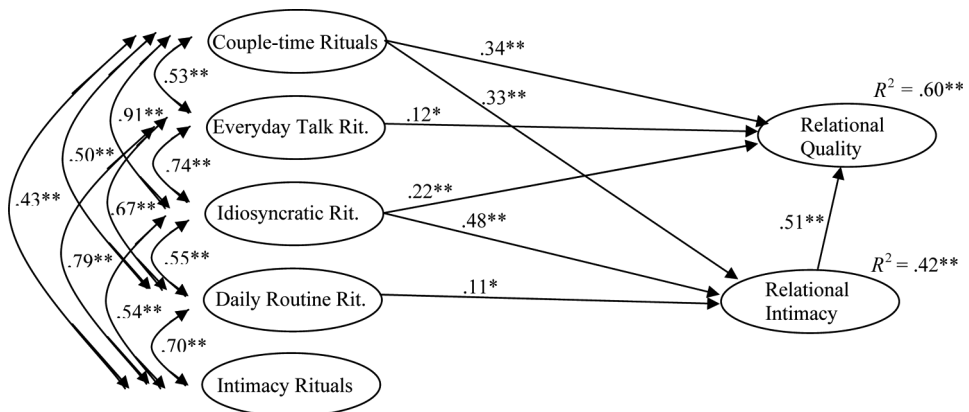 Couple-time Rituals
.34**
R² = .60**
.53**
.33**
.91**
Everyday Talk Rit.
.12*
Relational
Quality
.50**
.74**
.43**
.67**
Idiosyncratic Rit.
.22**
.48**
.51**
.79**
.55**
R² = .42**
Daily Routine Rit.
.11*
Relational
Intimacy
.54**
.70**
Intimacy Rituals